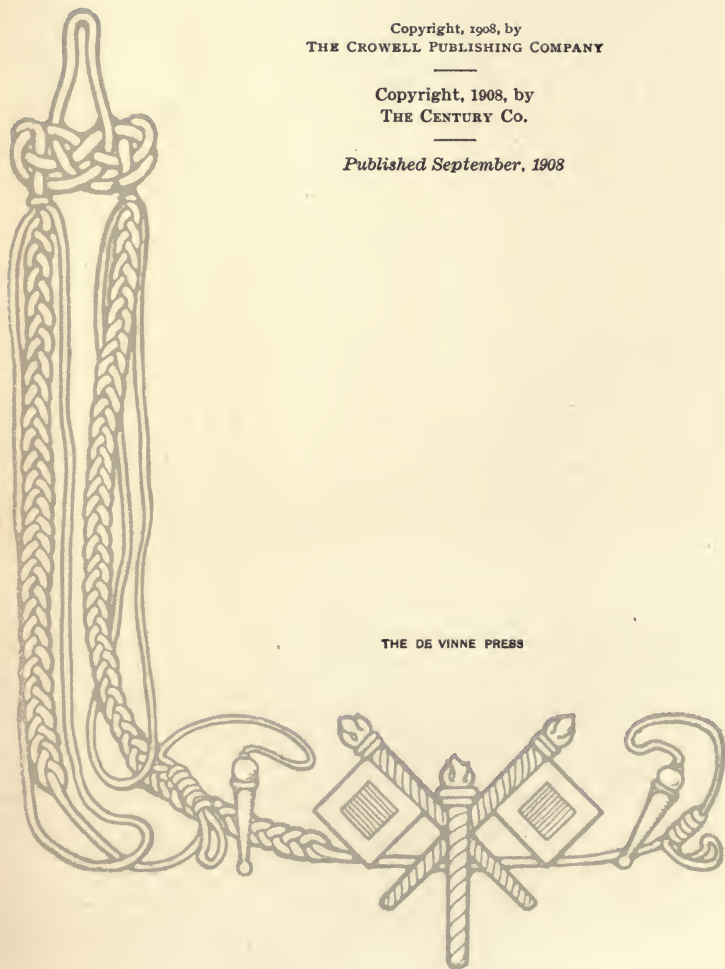 Copyright, 1908, by
THE CROWELL PUBLISHING COMPANY
Copyright, 1908, by
THE CENTURY CO.
Published September, 1908
THE DE VINNE PRESS